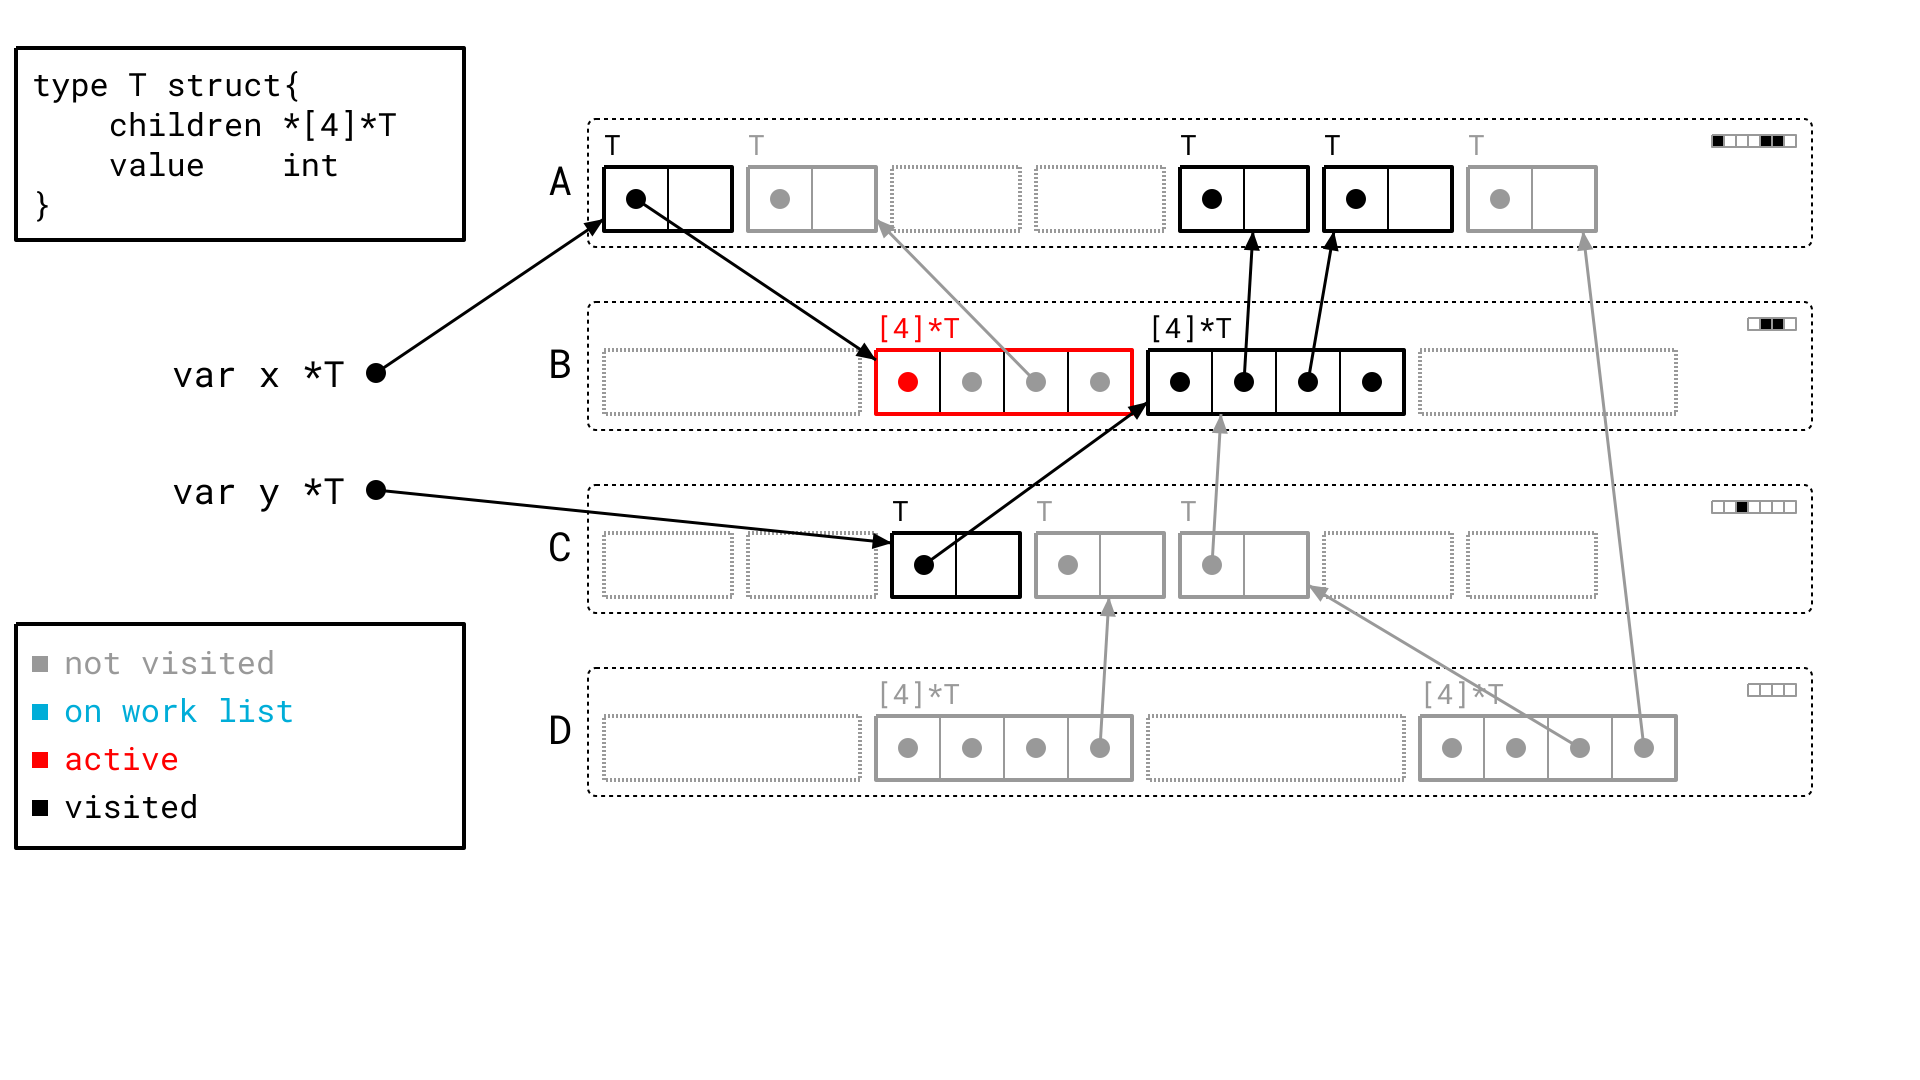 type T struct{
    children *[4]*T
    value    int
}
T T T T T
A
[4]*T [4]*T
B
var x *T
var y *T
T T T
C
[4]*T [4]*T
D
not visited
on work list
active
visited